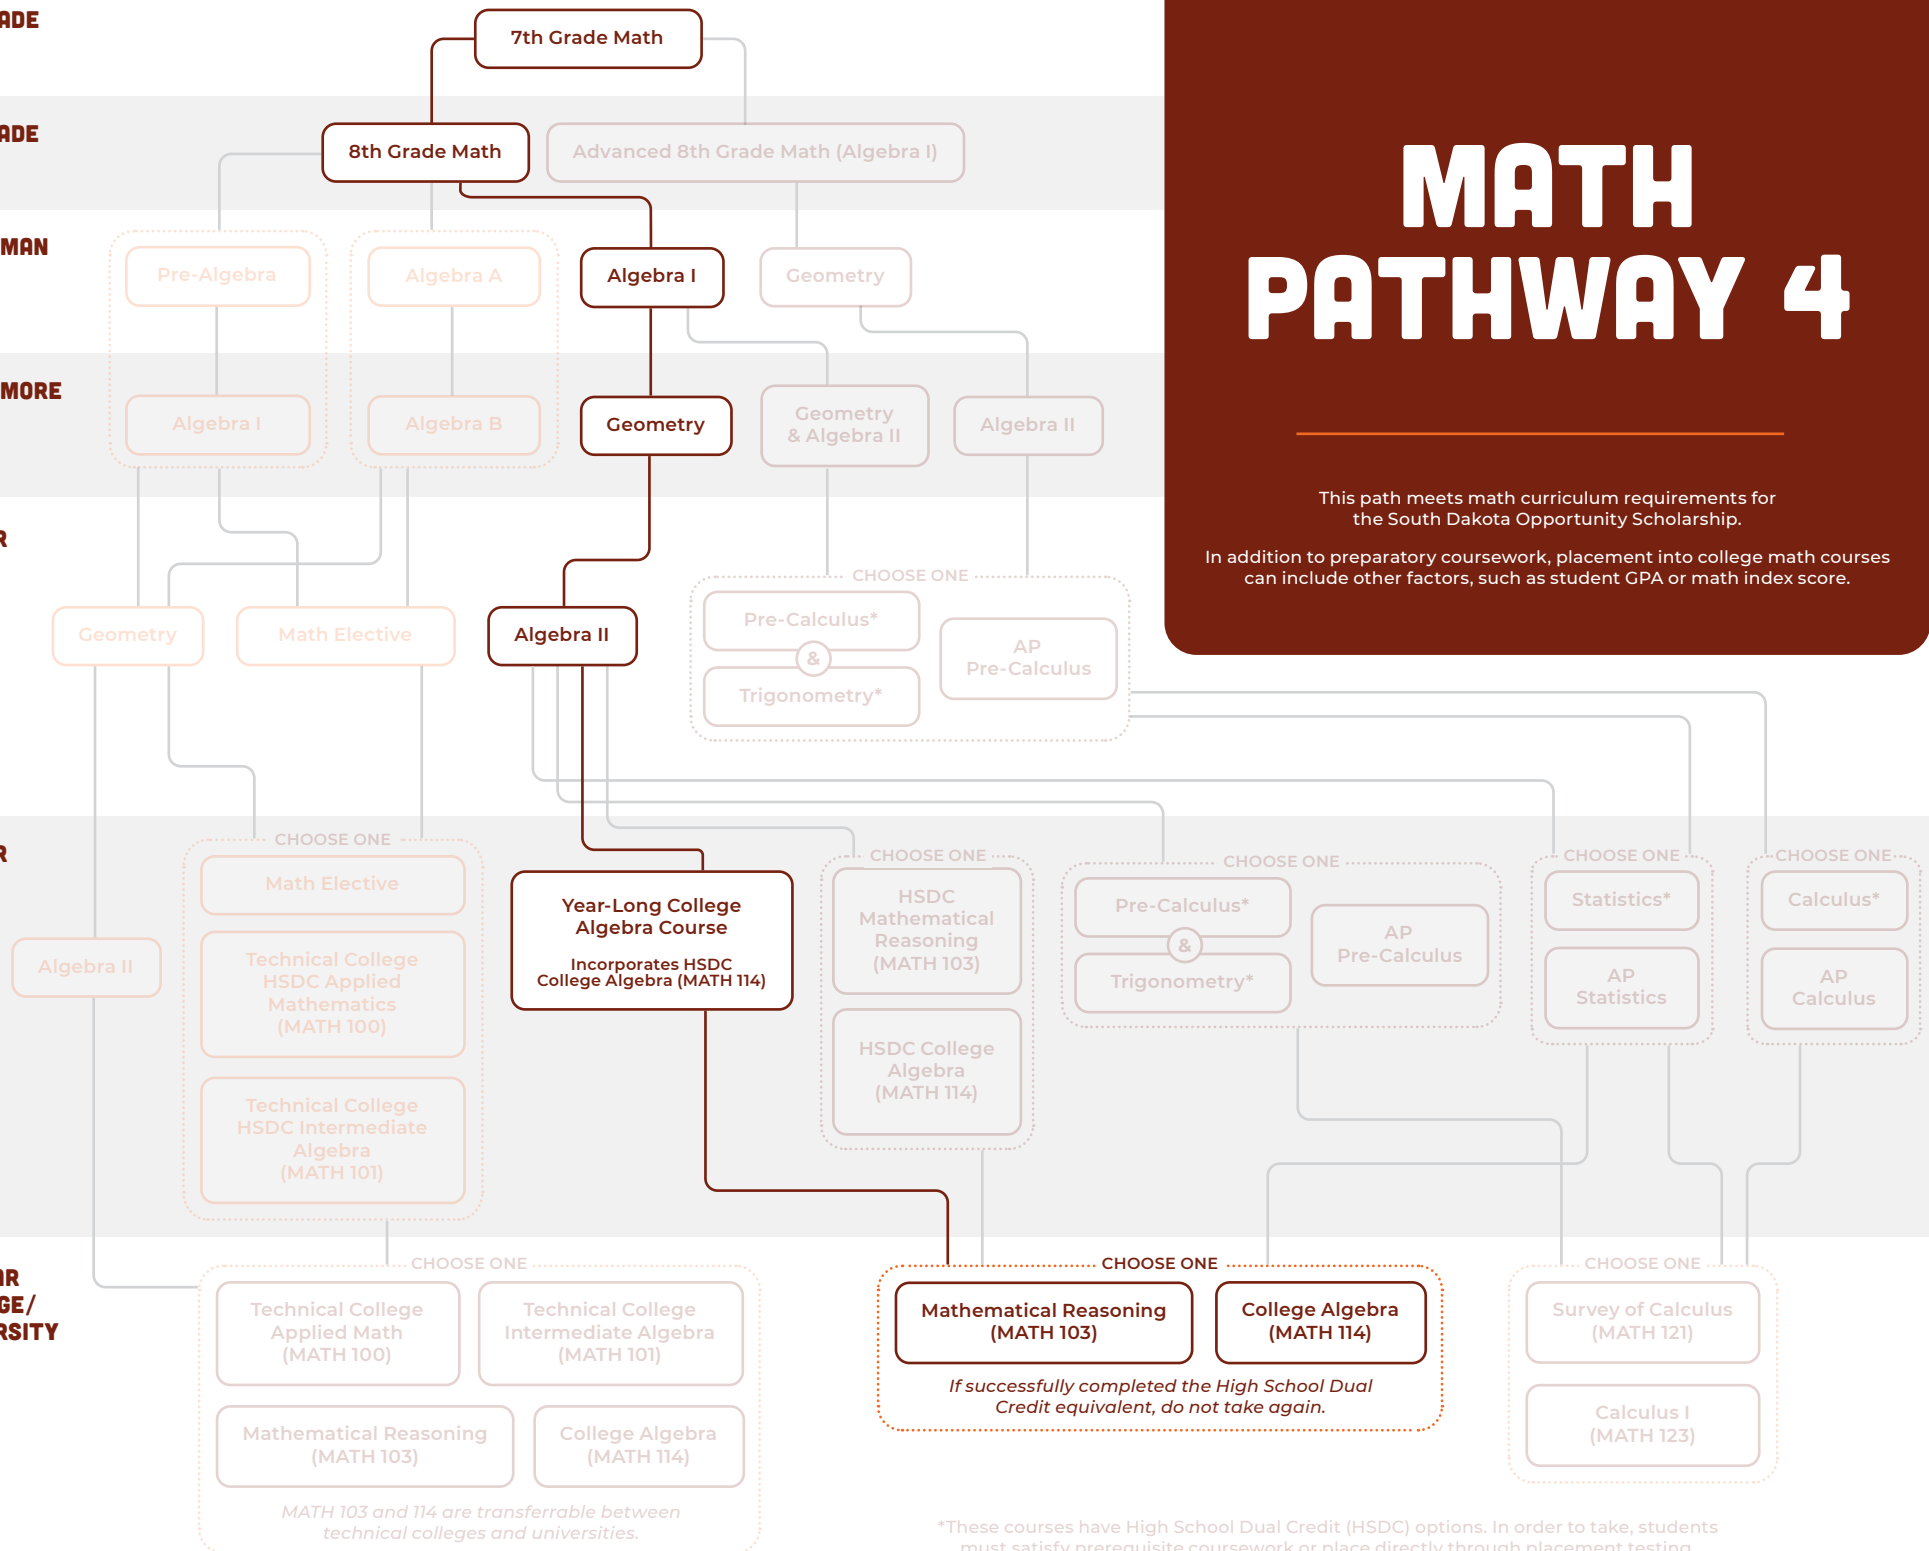 ADE
7th Grade Math
ADE
8th Grade Math
Advanced 8th Grade Math (Algebra I)
MAN
Pre-Algebra
Algebra A
Algebra I
Geometry
MORE
Algebra I
Algebra B
Geometry
Geometry
& Algebra II
Algebra II
MATH
PATHWAY 4
This path meets math curriculum requirements for
the South Dakota Opportunity Scholarship.
In addition to preparatory coursework, placement into college math courses
can include other factors, such as student GPA or math index score.
R
Geometry
Math Elective
Algebra II
CHOOSE ONE
Pre-Calculus*
&
Trigonometry*
AP
Pre-Calculus
R
Algebra II
CHOOSE ONE
Math Elective
Technical College
HSDC Applied
Mathematics
(MATH 100)
Technical College
HSDC Intermediate
Algebra
(MATH 101)
Year-Long College
Algebra Course
Incorporates HSDC
College Algebra (MATH 114)
CHOOSE ONE
HSDC
Mathematical
Reasoning
(MATH 103)
HSDC College
Algebra
(MATH 114)
CHOOSE ONE
Pre-Calculus*
&
Trigonometry*
AP
Pre-Calculus
CHOOSE ONE
Statistics*
AP
Statistics
CHOOSE ONE
Calculus*
AP
Calculus
AR
GE/
RSITY
CHOOSE ONE
Technical College
Applied Math
(MATH 100)
Technical College
Intermediate Algebra
(MATH 101)
Mathematical Reasoning
(MATH 103)
College Algebra
(MATH 114)
MATH 103 and 114 are transferrable between
technical colleges and universities.
CHOOSE ONE
Mathematical Reasoning
(MATH 103)
College Algebra
(MATH 114)
If successfully completed the High School Dual
Credit equivalent, do not take again.
CHOOSE ONE
Survey of Calculus
(MATH 121)
Calculus I
(MATH 123)
*These courses have High School Dual Credit (HSDC) options. In order to take, students
must satisfy prerequisite coursework or place directly through placement testing.